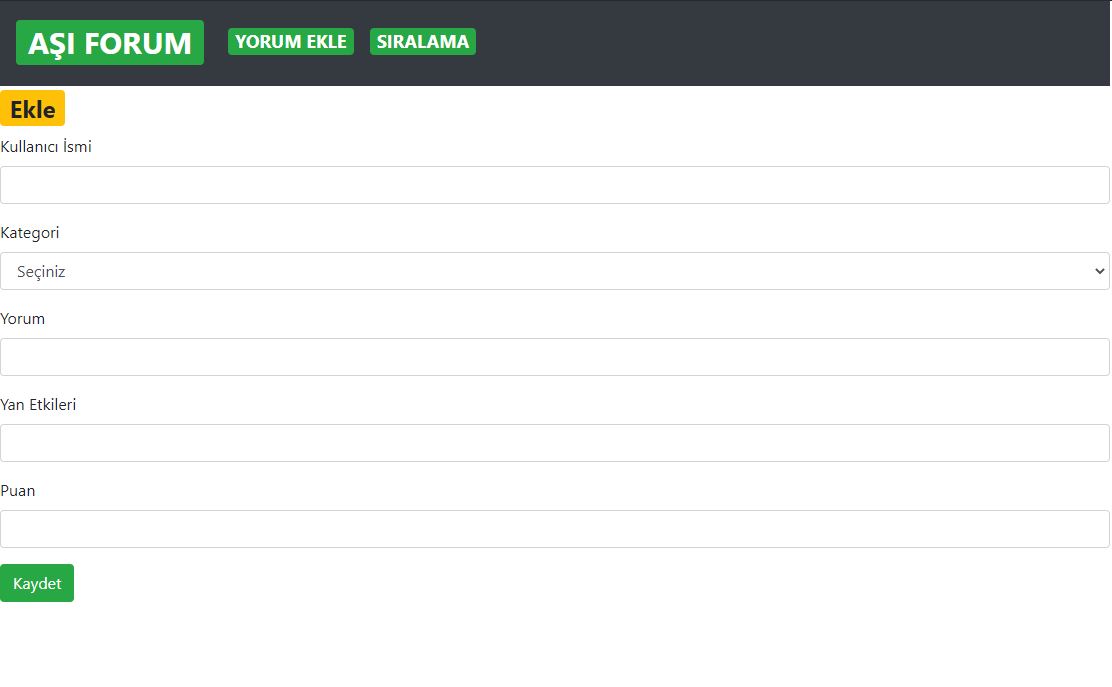 AŞI FORUM YORUM EKLE SIRALAMA
Ekle
Kullanıcı İsmi
Kategori
Seçiniz
Yorum
Yan Etkileri
Puan
Kaydet